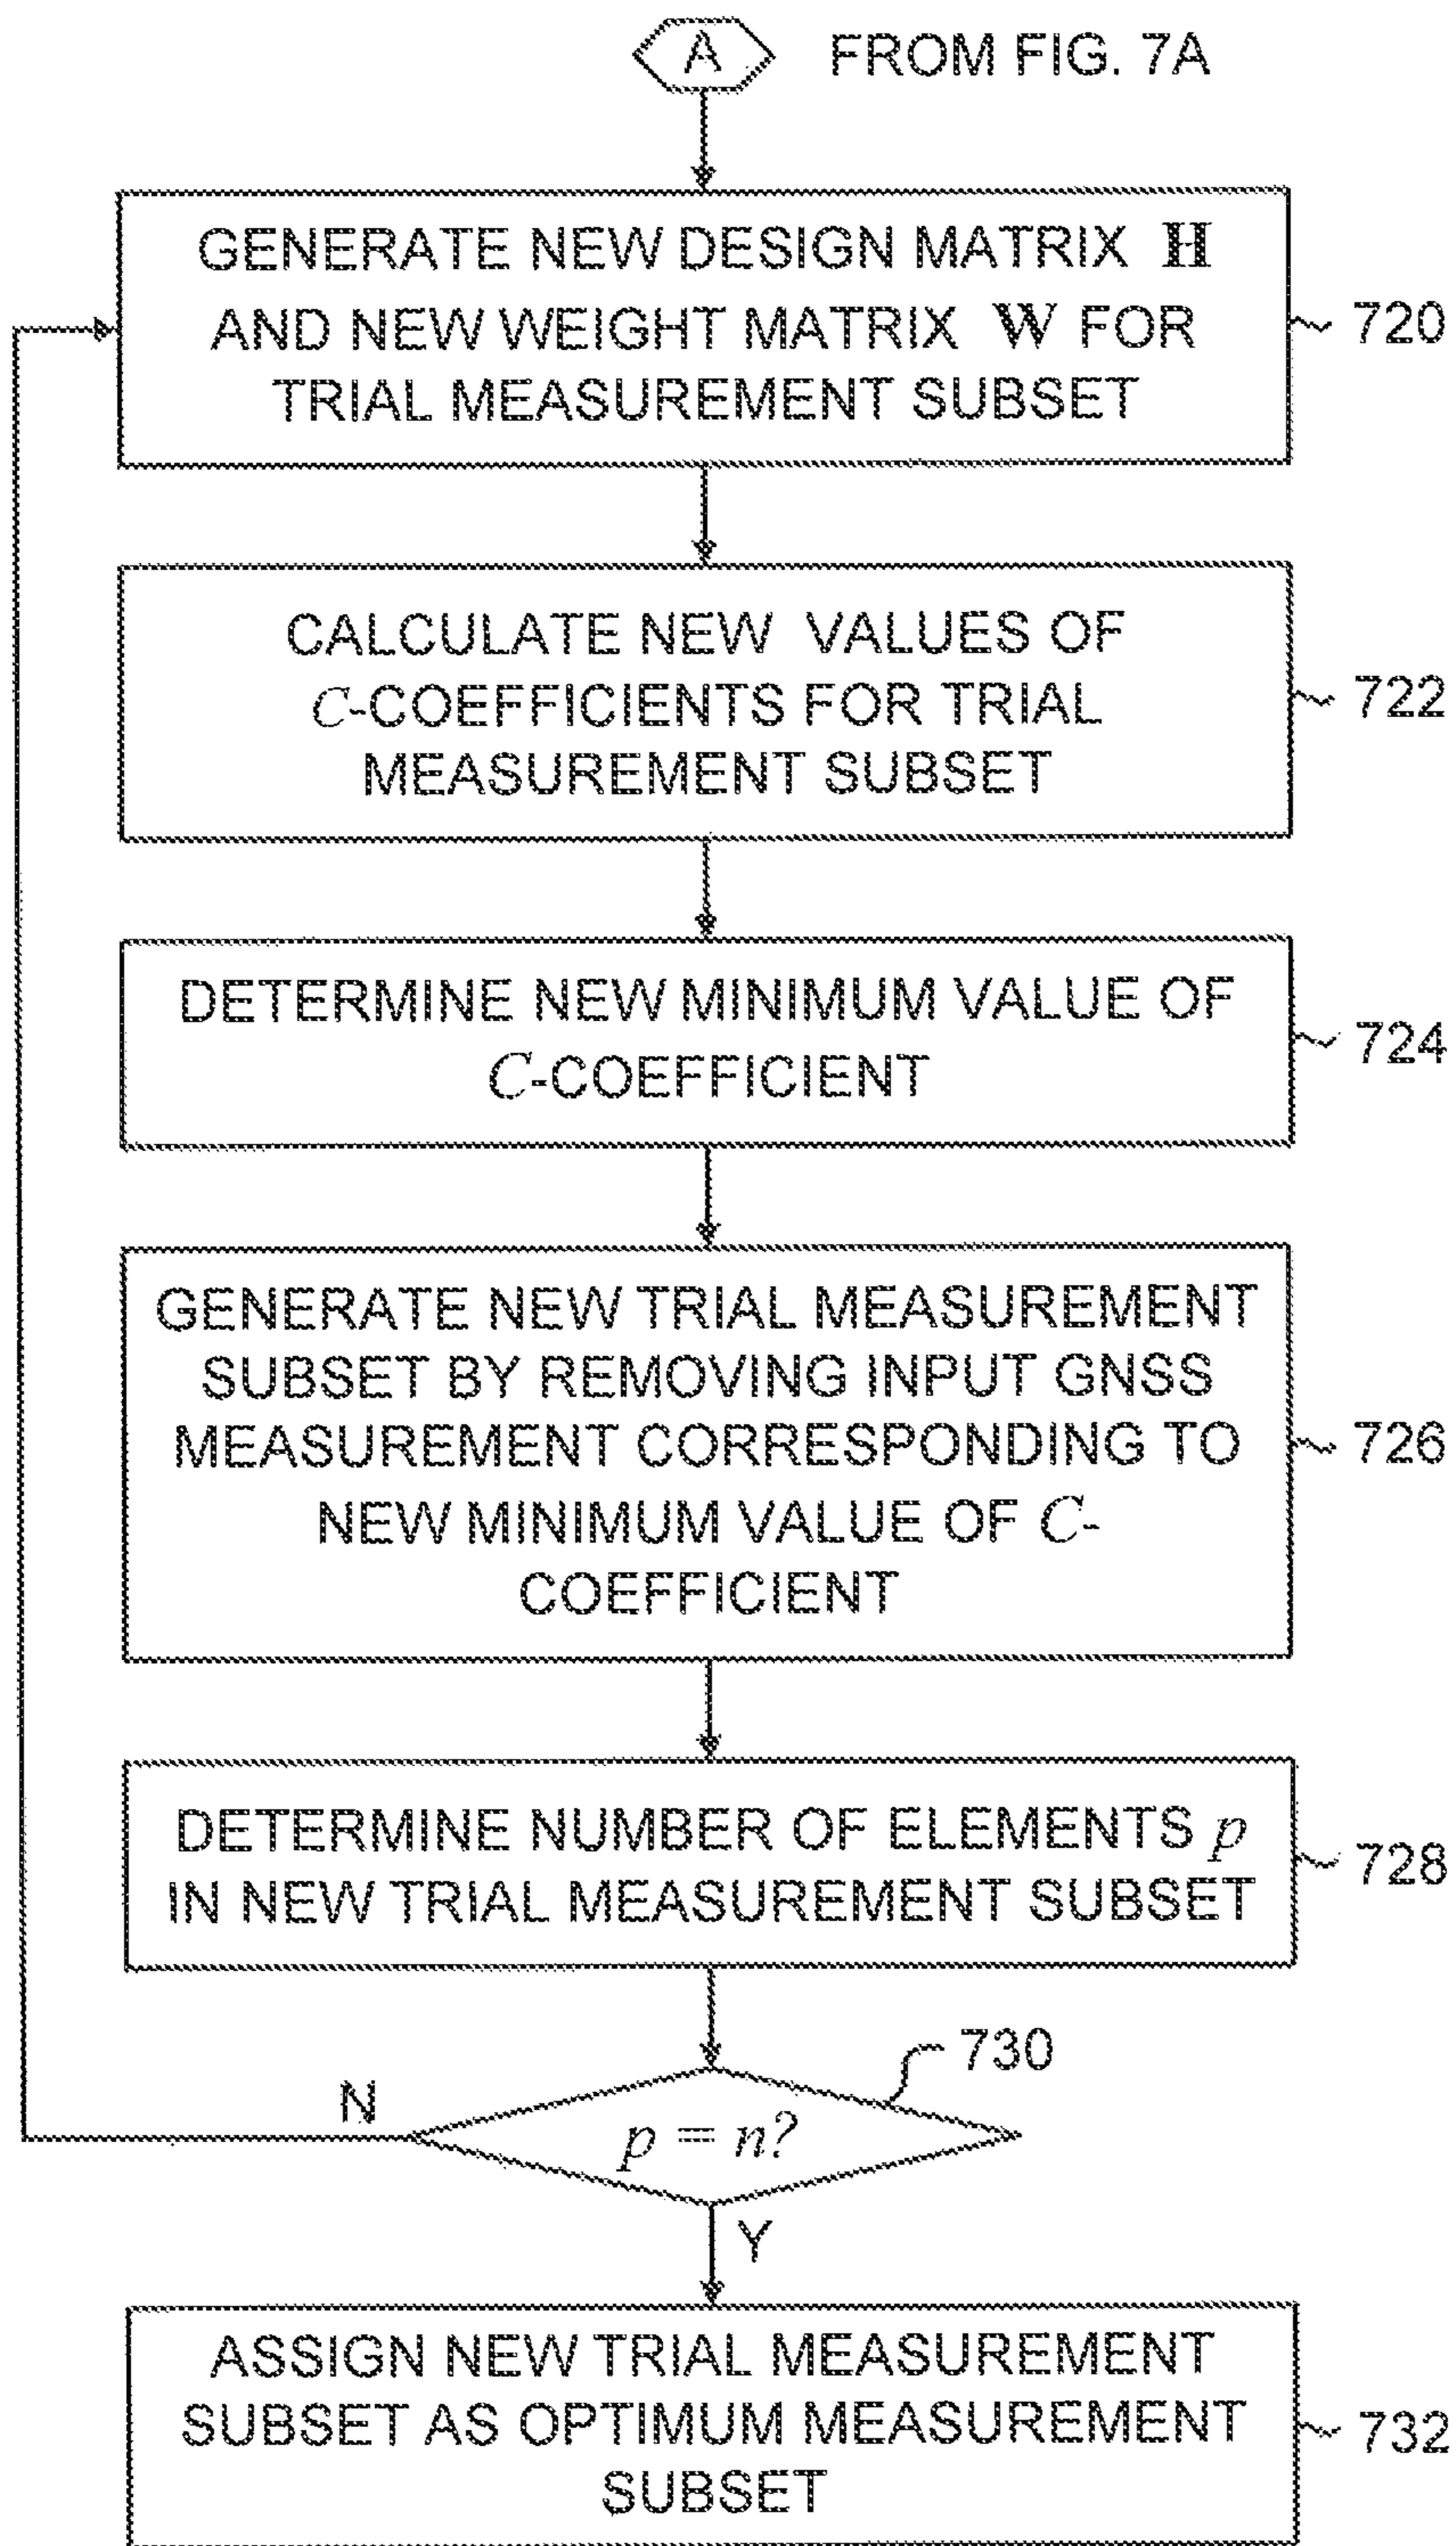 A FROM FIG. 7A
GENERATE NEW DESIGN MATRIX H
AND NEW WEIGHT MATRIX W FOR
TRIAL MEASUREMENT SUBSET
720
CALCULATE NEW VALUES OF
C-COEFFICIENTS FOR TRIAL
MEASUREMENT SUBSET
722
DETERMINE NEW MINIMUM VALUE OF
C-COEFFICIENT
724
GENERATE NEW TRIAL MEASUREMENT
SUBSET BY REMOVING INPUT GNSS
MEASUREMENT CORRESPONDING TO
NEW MINIMUM VALUE OF C-
COEFFICIENT
726
DETERMINE NUMBER OF ELEMENTS p
IN NEW TRIAL MEASUREMENT SUBSET
728
730
N
p = n?
Y
ASSIGN NEW TRIAL MEASUREMENT
SUBSET AS OPTIMUM MEASUREMENT
SUBSET
732